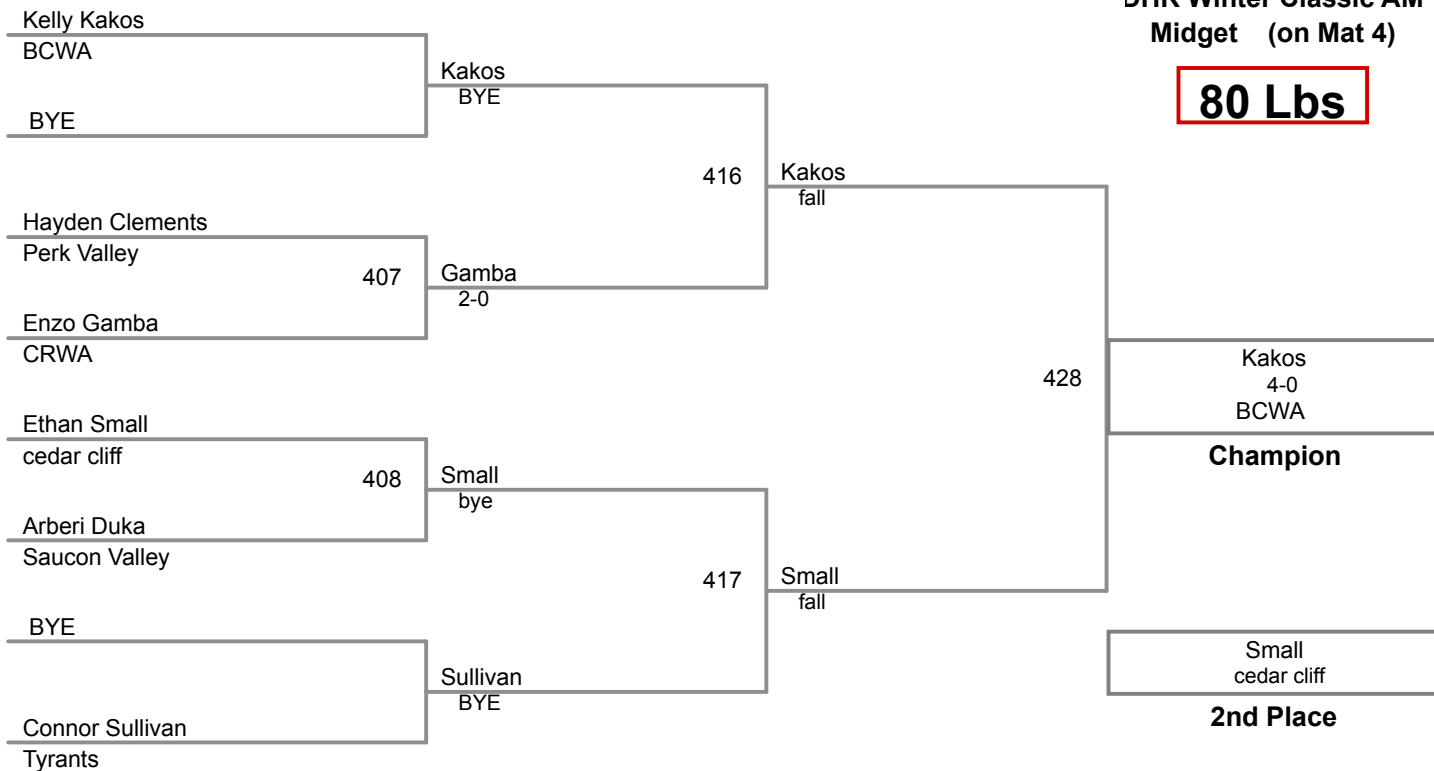 Winter Classic AM
Midget (on Mat 4)
80 Lbs
Kelly Kakos
BCWA
BYE
Kakos
BYE
Hayden Clements
Perk Valley
407
Enzo Gamba
CRWA
Gamba
2-0
416
Kakos
fall
Ethan Small
cedar cliff
408
Arberi Duka
Saucon Valley
Small
bye
BYE
Connor Sullivan
Tyrants
Sullivan
BYE
417
Small
fall
428
Kakos
4-0
BCWA
Champion
Small
cedar cliff
2nd Place